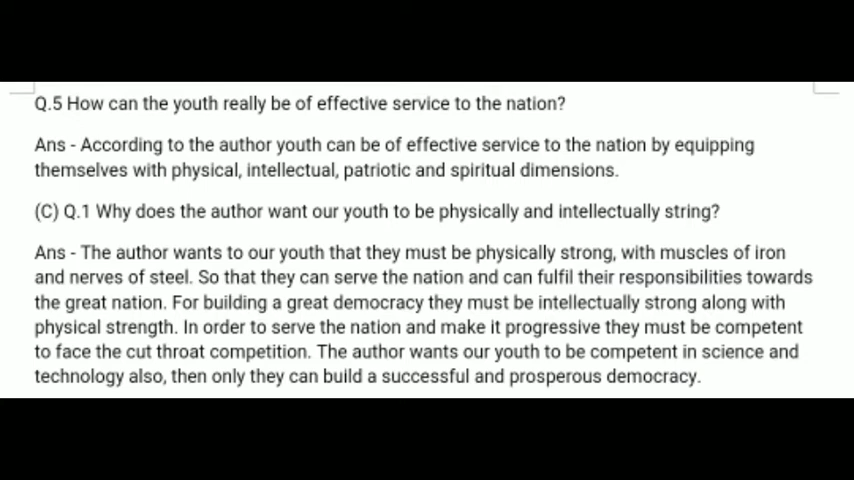 Q.5 How can the youth really be of effective service to the nation?
Ans - According to the author youth can be of effective service to the nation by equipping
themselves with physical, intellectual, patriotic and spiritual dimensions.
(C) Q.1 Why does the author want our youth to be physically and intellectually string?
Ans - The author wants to our youth that they must be physically strong, with muscles of iron
and nerves of steel. So that they can serve the nation and can fulfil their responsibilities towards
the great nation. For building a great democracy they must be intellectually strong along with
physical strength. In order to serve the nation and make it progressive they must be competent
to face the cut throat competition. The author wants our youth to be competent in science and
technology also, then only they can build a successful and prosperous democracy.